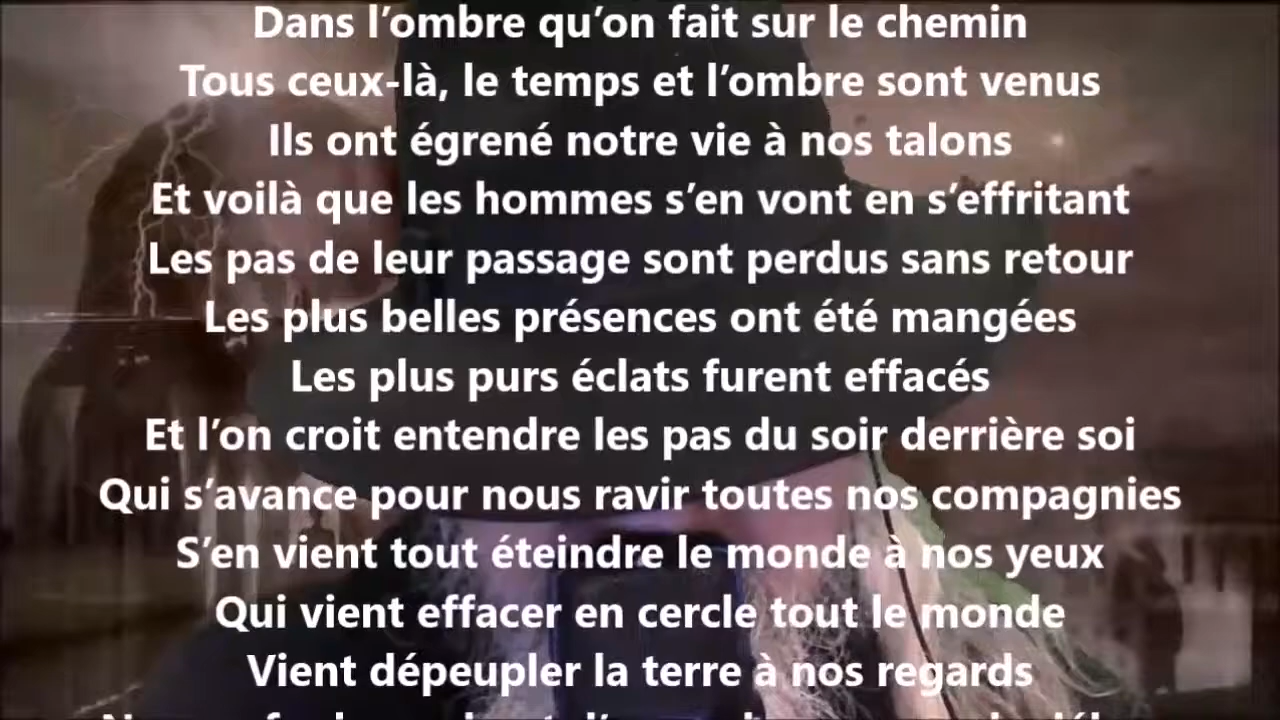 Dans l’ombre qu’on fait sur le chemin
Tous ceux-là, le temps et l’ombre sont venus
Ils ont égrené notre vie à nos talons
Et voilà que les hommes s’en vont en s’effritant
Les pas de leur passage sont perdus sans retour
Les plus belles présences ont été mangées
Les plus purs éclats furent effacés
Et l’on croit entendre les pas du soir derrière soi
Qui s’avance pour nous ravir toutes nos compagnies
S’en vient tout éteindre le monde à nos yeux
Qui vient effacer en cercle tout le monde
Vient dépeupler la terre à nos regards